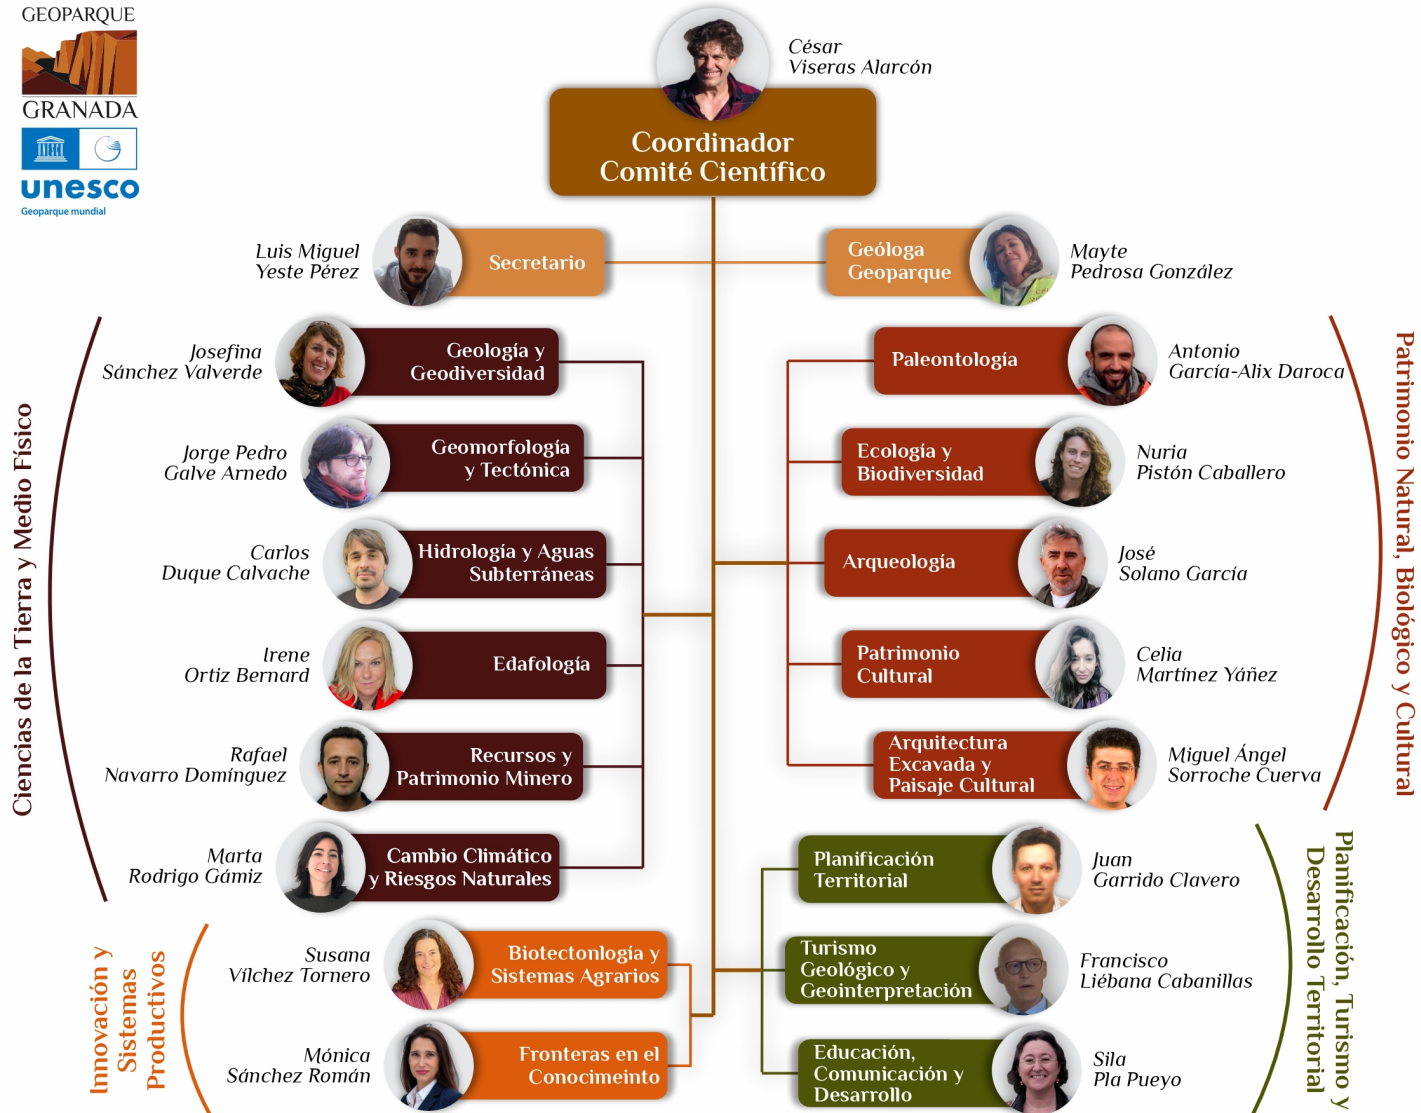 GEOPARQUE
GRANADA
unesco
Geoparque mundial
César
Viseras Alarcón
Coordinador
Comité Científico
Luis Miguel
Yeste Pérez
Secretario
Geóloga
Geoparque
Mayte
Pedrosa González
Ciencias de la Tierra y Medio Físico
Josefina
Sánchez Valverde
Geología y
Geodiversidad
Jorge Pedro
Galve Arnedo
Geomorfología
y Tectónica
Carlos
Duque Calvache
Hidrología y Aguas
Subterráneas
Irene
Ortiz Bernard
Edafología
Rafael
Navarro Domínguez
Recursos y
Patrimonio Minero
Marta
Rodrigo Gámiz
Cambio Climático
y Riesgos Naturales
Patrimonio Natural, Biológico y Cultural
Paleontología
Antonio
García-Alix Daroca
Ecología y
Biodiversidad
Nuria
Pistón Caballero
Arqueología
José
Solano García
Patrimonio
Cultural
Celia
Martínez Yáñez
Arquitectura
Excavada y
Paisaje Cultural
Miguel Ángel
Sorroche Cuerva
Innovación y
Sistemas
Productivos
Susana
Vílchez Tornero
Biotectonlogía y
Sistemas Agrarios
Mónica
Sánchez Román
Fronteras en el
Conocimeinto
Planificación, Turismo y
Desarrollo Territorial
Planificación
Territorial
Juan
Garrido Clavero
Turismo
Geológico y
Geointerpretación
Francisco
Liébana Cabanillas
Educación,
Comunicación y
Desarrollo
Sila
Pla Pueyo